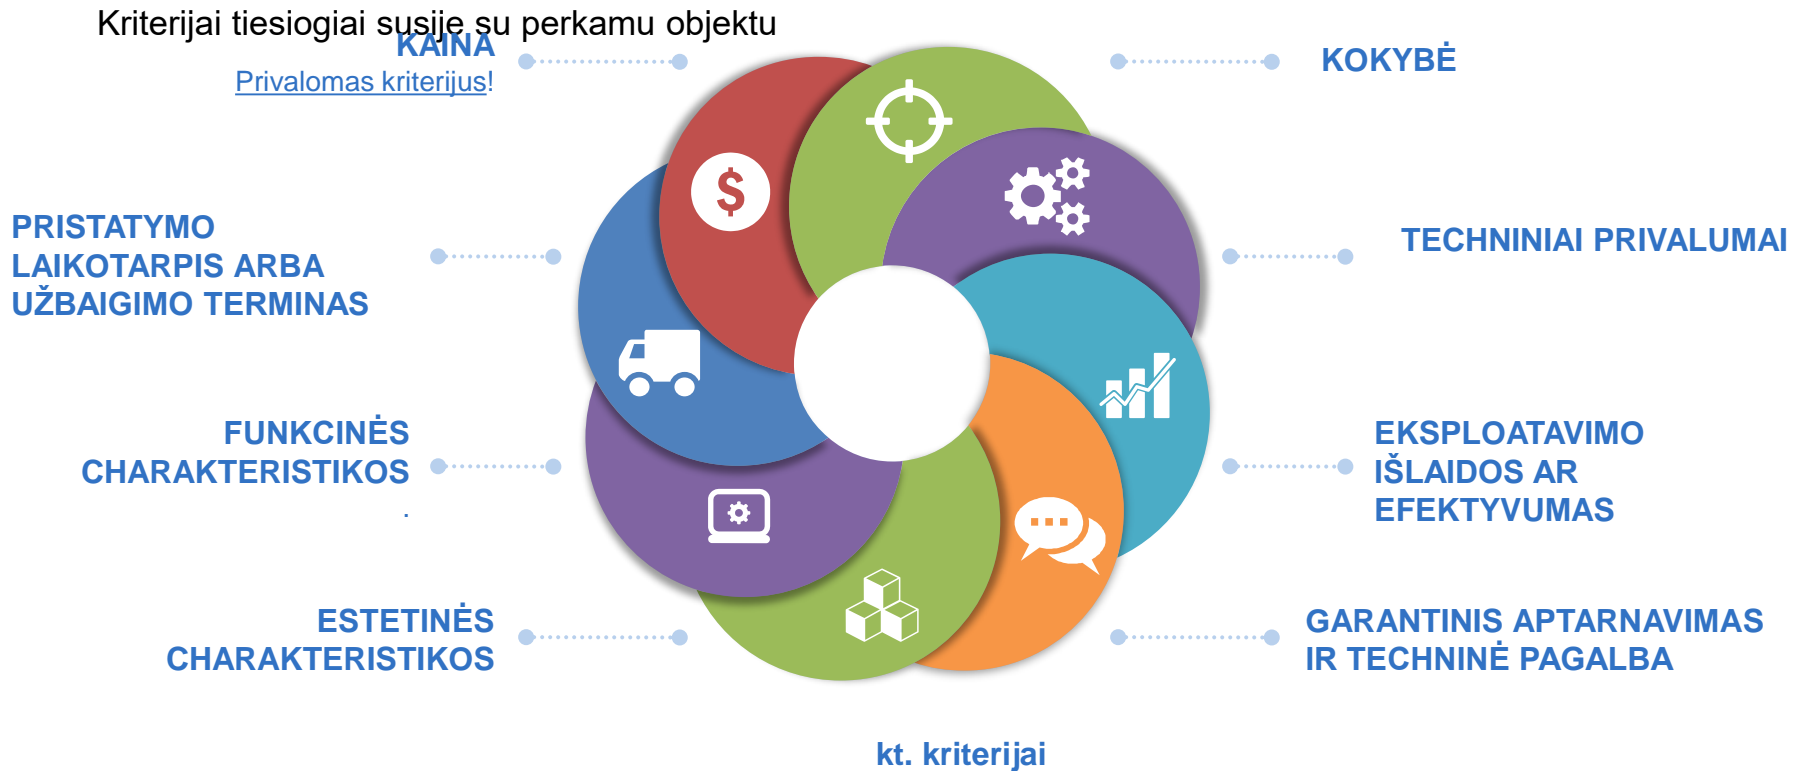 Kriterijai tiesiogiai susije su perkamu objektu
KAINA
Privalomas kriterijus!
KOKYBĖ
PRISTATYMO
LAIKOTARPIS ARBA
UŽBAIGIMO TERMINAS
TECHNINIAI PRIVALUMAI
FUNKCINĖS
CHARAKTERISTIKOS
.
EKSPLOATAVIMO
IŠLAIDOS AR
EFEKTYVUMAS
ESTETINĖS
CHARAKTERISTIKOS
GARANTINIS APTARNAVIMAS
IR TECHNINĖ PAGALBA
kt. kriterijai